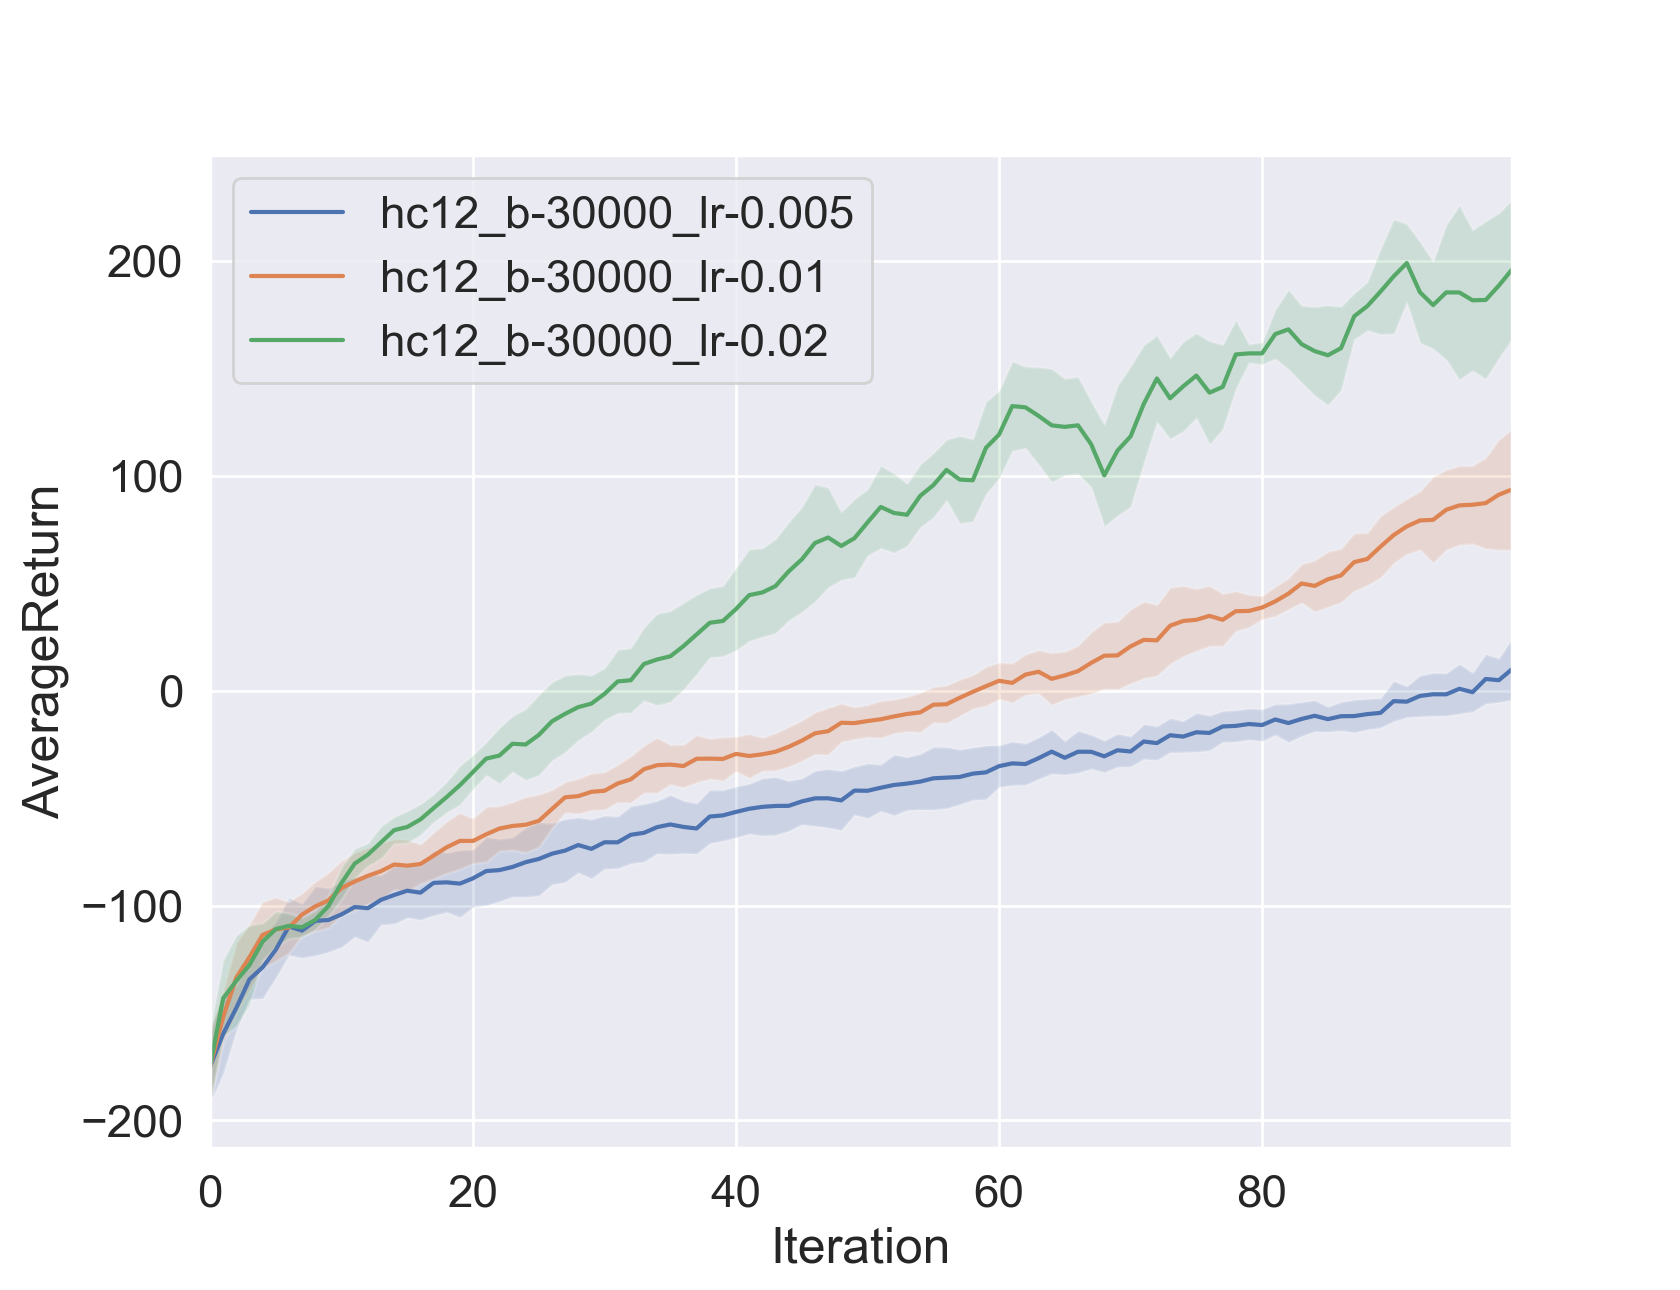 hc12_b-30000_lr-0.005
hc12_b-30000_lr-0.01
hc12_b-30000_lr-0.02
AverageReturn
200
100
0
−100
−200
0 20 40 60 80
Iteration